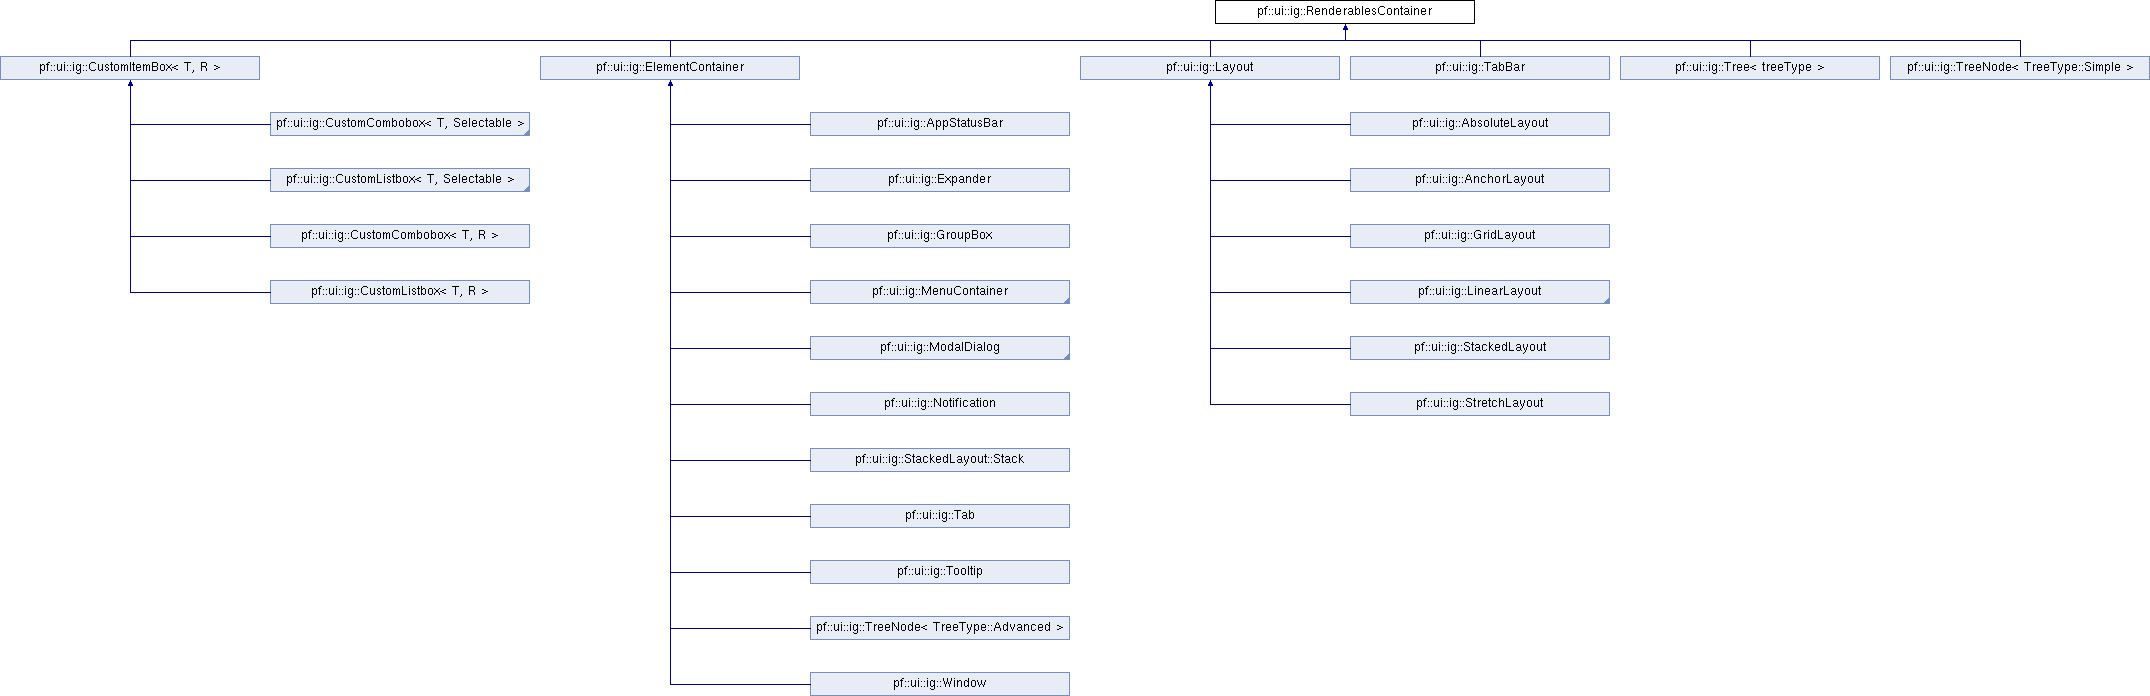 pf::ui::ig::RenderablesContainer
pf::ui::ig::CustomItemBox< T, R >
pf::ui::ig::ElementContainer
pf::ui::ig::Layout
pf::ui::ig::TabBar
pf::ui::ig::Tree< treeType >
pf::ui::ig::TreeNode< TreeType::Simple >
pf::ui::ig::CustomCombobox< T, Selectable >
pf::ui::ig::AppStatusBar
pf::ui::ig::AbsoluteLayout
pf::ui::ig::CustomListbox< T, Selectable >
pf::ui::ig::Expander
pf::ui::ig::AnchorLayout
pf::ui::ig::CustomCombobox< T, R >
pf::ui::ig::GroupBox
pf::ui::ig::GridLayout
pf::ui::ig::CustomListbox< T, R >
pf::ui::ig::MenuContainer
pf::ui::ig::LinearLayout
pf::ui::ig::ModalDialog
pf::ui::ig::StackedLayout
pf::ui::ig::Notification
pf::ui::ig::StretchLayout
pf::ui::ig::StackedLayout::Stack
pf::ui::ig::Tab
pf::ui::ig::Tooltip
pf::ui::ig::TreeNode< TreeType::Advanced >
pf::ui::ig::Window